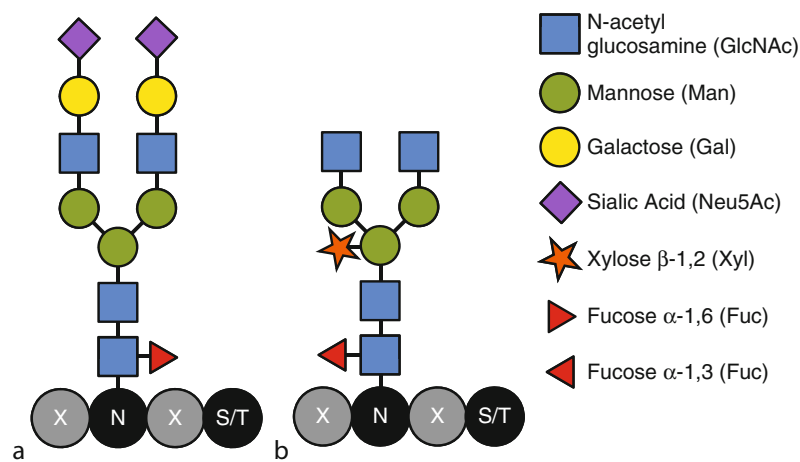 N-acetyl
glucosamine (GlcNAc)
Mannose (Man)
Galactose (Gal)
Sialic Acid (Neu5Ac)
Xylose β-1,2 (Xyl)
Fucose α-1,6 (Fuc)
Fucose α-1,3 (Fuc)
X N X S/T
X N X S/T
a
b